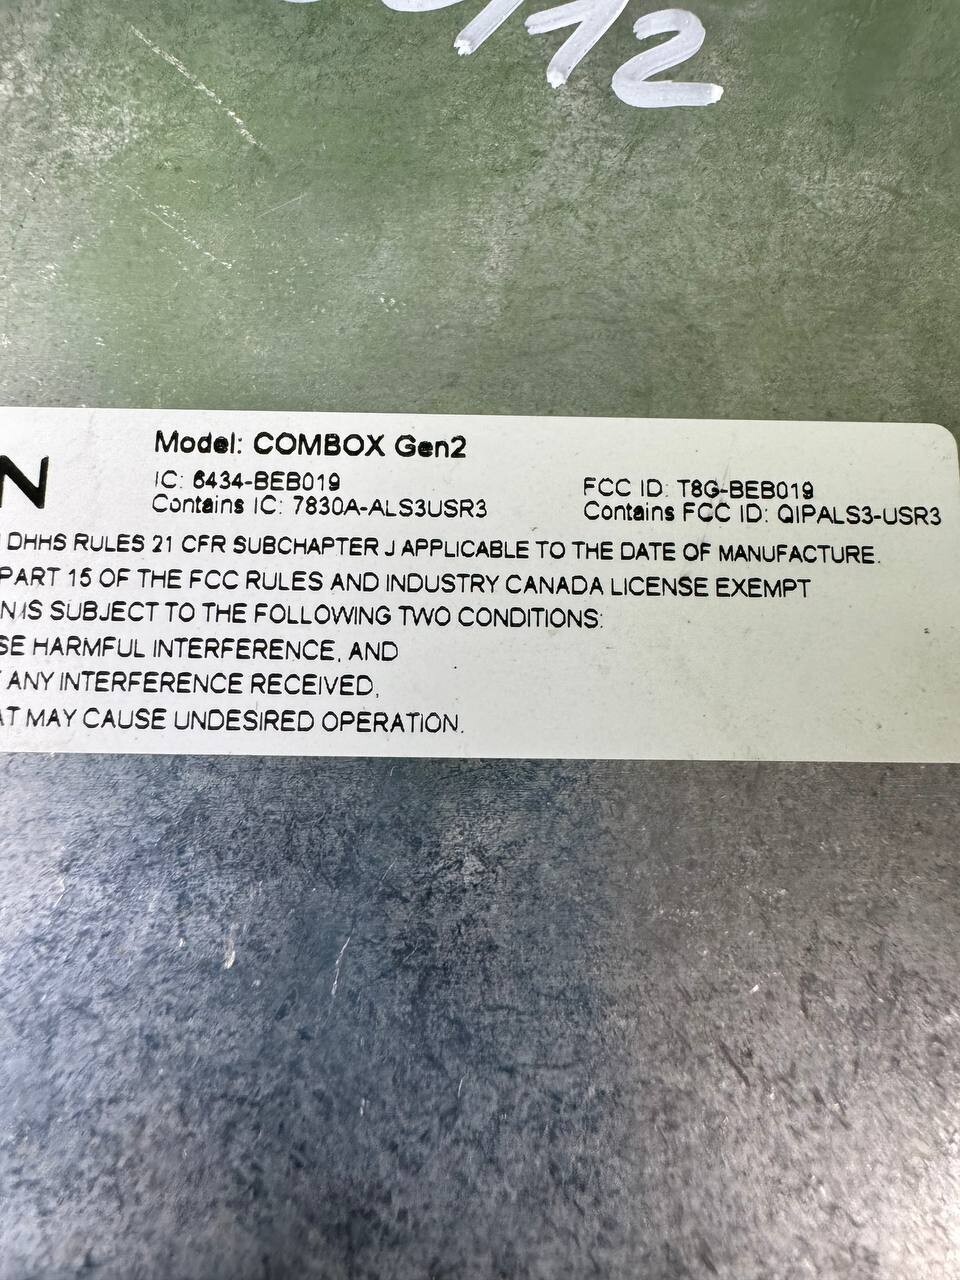 /12
N
Model: COMBOX Gen2
IC: 6434-BEB019
FCC ID: T8G-BEB019
Contains IC: 7830A-ALS3USR3
Contains FCC ID: QIPALS3-USR3
DHHS RULES 21 CFR SUBCHAPTER J APPLICABLE TO THE DATE OF MANUFACTURE.
PART 15 OF THE FCC RULES AND INDUSTRY CANADA LICENSE EXEMPT
N IS SUBJECT TO THE FOLLOWING TWO CONDITIONS:
SE HARMFUL INTERFERENCE, AND
ANY INTERFERENCE RECEIVED,
AT MAY CAUSE UNDESIRED OPERATION.